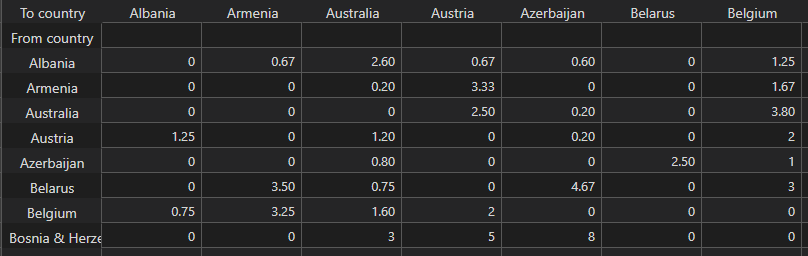 To country Albania Armenia Australia Austria Azerbaijan Belarus Belgium
From country
Albania 0 0.67 2.60 0.67 0.60 0 1.25
Armenia 0 0 0.20 3.33 0 0 1.67
Australia 0 0 0 2.50 0.20 0 3.80
Austria 1.25 0 1.20 0 0.20 0 2
Azerbaijan 0 0 0.80 0 0 2.50 1
Belarus 0 3.50 0.75 0 4.67 0 3
Belgium 0.75 3.25 1.60 2 0 0 0
Bosnia & Herze 0 0 3 5 8 0 0